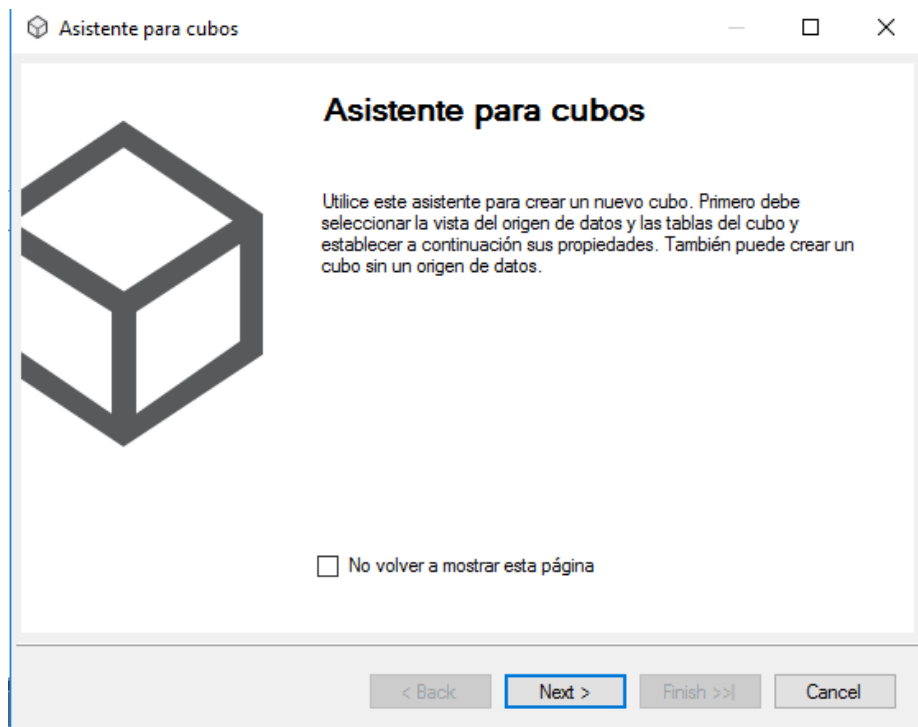 Asistente para cubos
Asistente para cubos
Utilice este asistente para crear un nuevo cubo. Primero debe
seleccionar la vista del origen de datos y las tablas del cubo y
establecer a continuación sus propiedades. También puede crear un
cubo sin un origen de datos.
No volver a mostrar esta página
< Back Next > Finish >>| Cancel